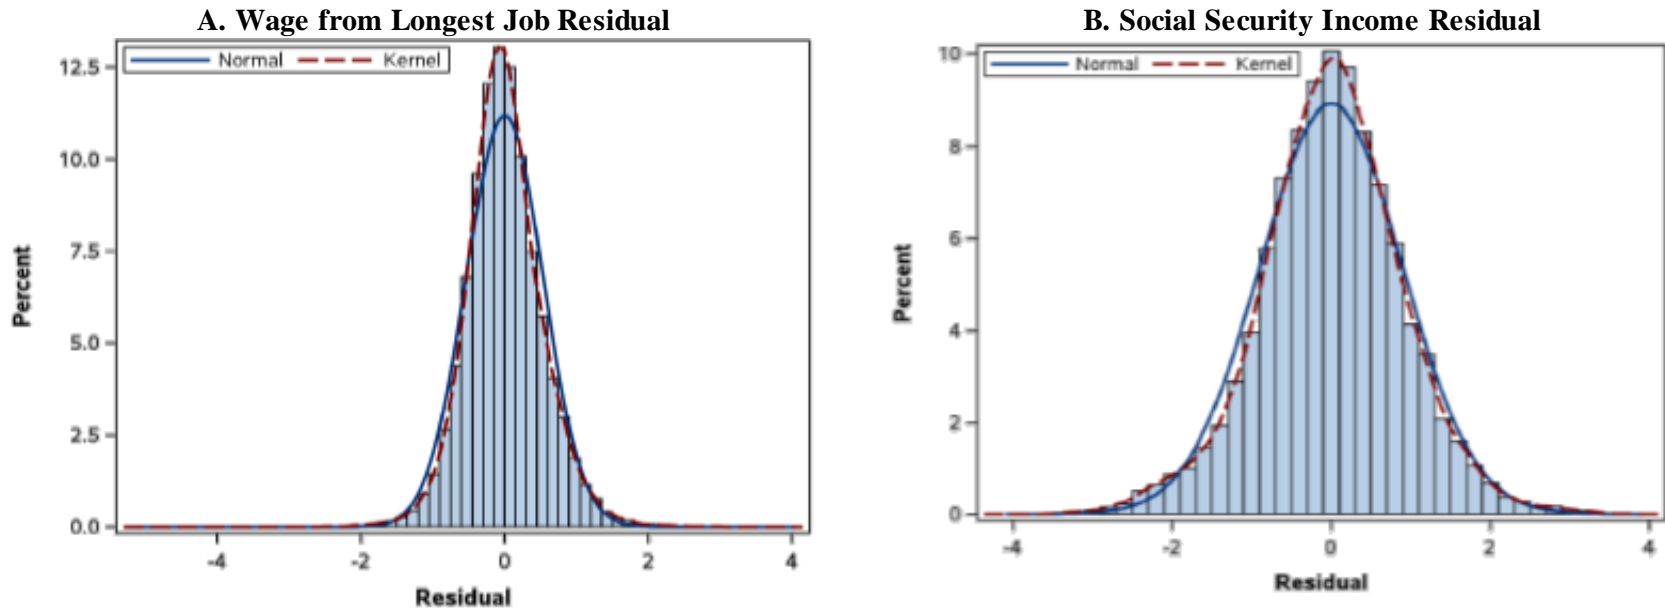 A. Wage from Longest Job Residual
Normal Kernel
12.5
10.0
7.5
5.0
2.5
0.0
Percent
-4 -2 0 2 4
Residual
B. Social Security Income Residual
Normal Kernel
10
8
6
4
2
0
Percent
-4 -2 0 2 4
Residual